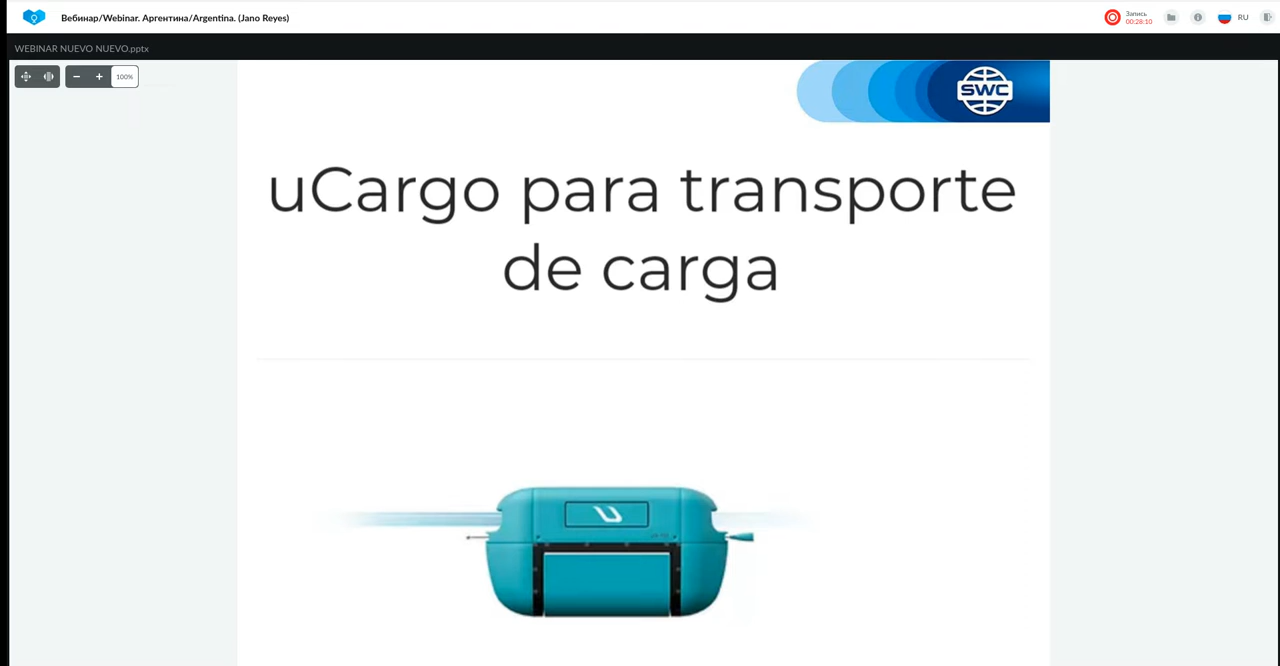 Вебинар/Webinar. Аргентина/Argentina. (Jano Reyes)
Запись
00:28:10
RU
WEBINAR NUEVO NUEVO.pptx
100%
SWC
uCargo para transporte
de carga